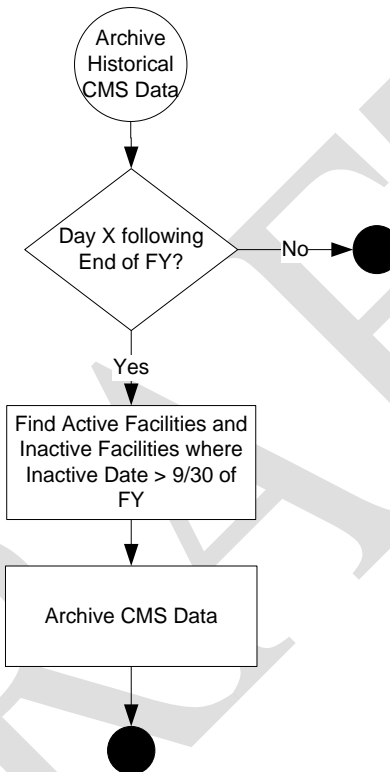 Archive
Historical
CMS Data
Day X following
End of FY?
No
Yes
Find Active Facilities and
Inactive Facilities where
Inactive Date > 9/30 of
FY
Archive CMS Data